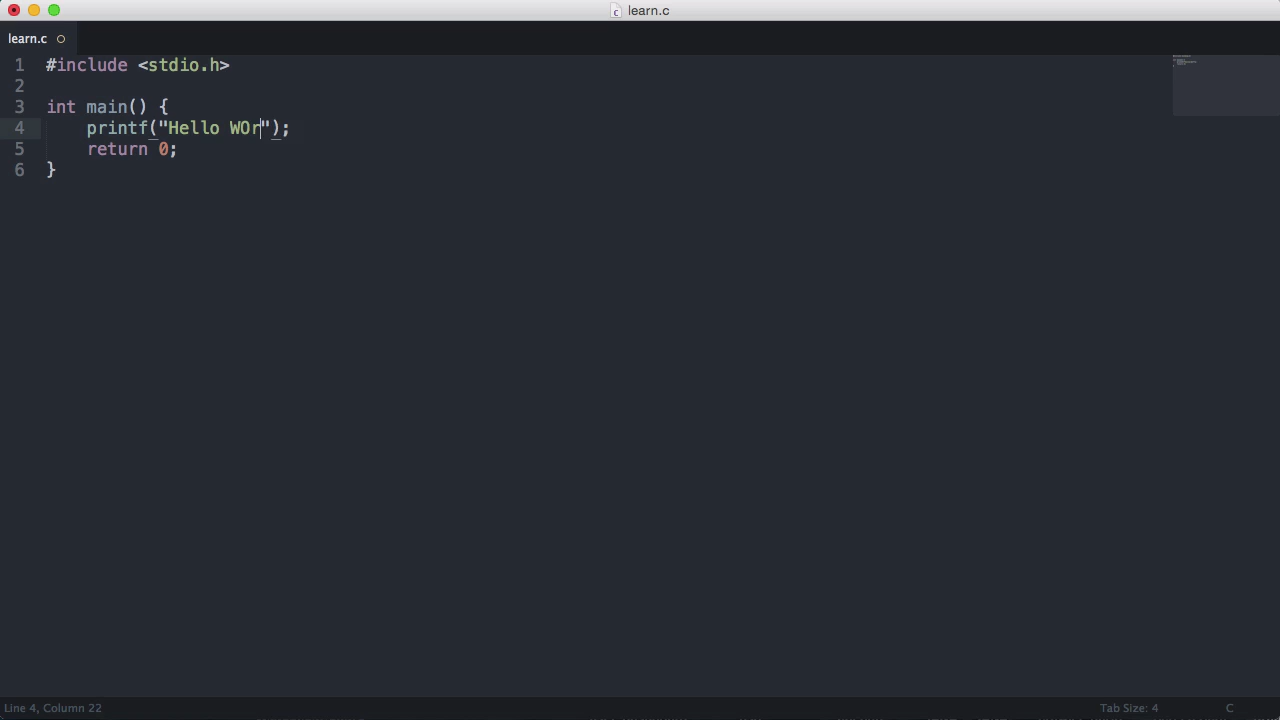 learn.c
learn.c
1 #include <stdio.h>
2
3 int main() {
4     printf("Hello WOr");
5     return 0;
6 }
Line 4, Column 22
Tab Size: 4
C